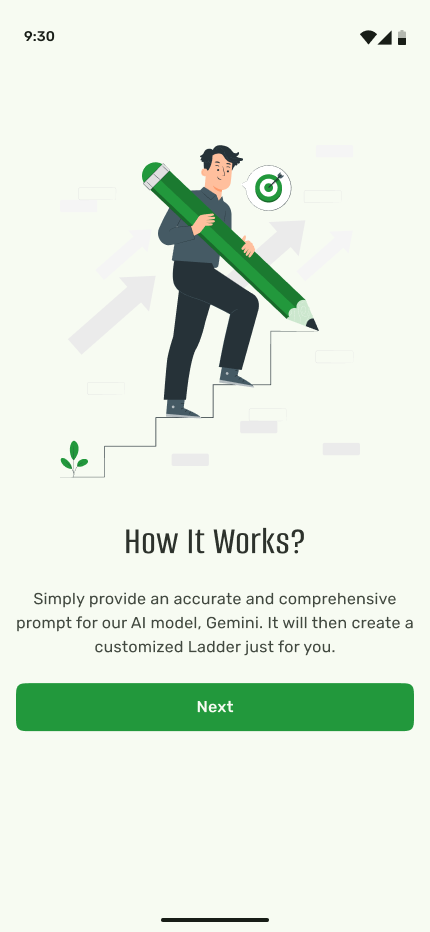 9:30
How It Works?
Simply provide an accurate and comprehensive
prompt for our AI model, Gemini. It will then create a
customized Ladder just for you.
Next